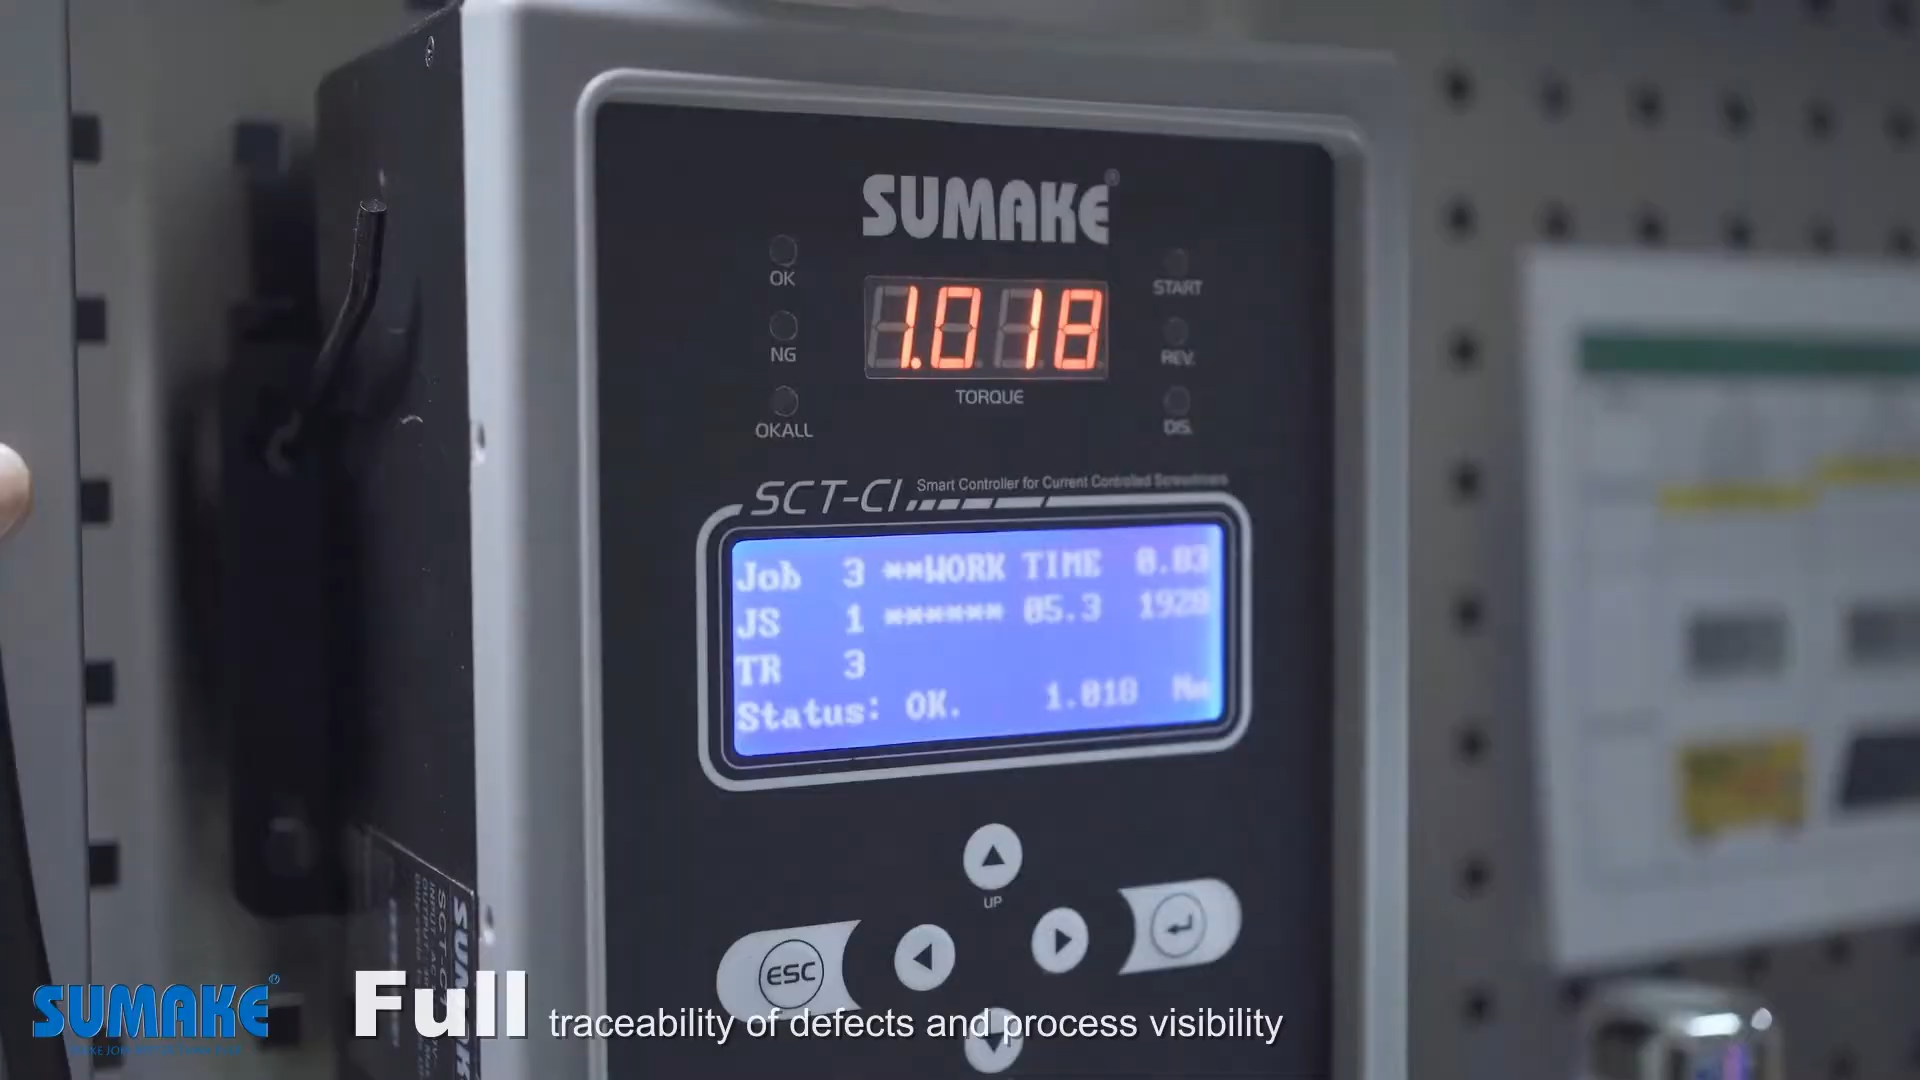 SUMAKE®
OK
NG
OKALL
1.018
TORQUE
START
REV.
DIS.
SCT-CI Smart Controller for Current Controlled Screwdrivers
Job 3 **WORK TIME 0.03
JS 1 ****** 05.3 1920
TR 3
Status: OK. 1.018 Nm
UP
ESC
SUMAKE®
Full traceability of defects and process visibility